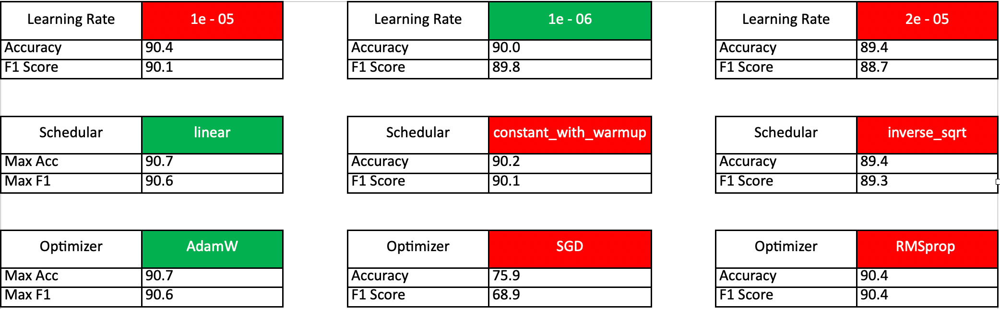 Learning Rate 1e - 05 Learning Rate 1e - 06 Learning Rate 2e - 05
Accuracy 90.4 Accuracy 90.0 Accuracy 89.4
F1 Score 90.1 F1 Score 89.8 F1 Score 88.7
Schedular linear Schedular constant_with_warmup Schedular inverse_sqrt
Max Acc 90.7 Accuracy 90.2 Accuracy 89.4
Max F1 90.6 F1 Score 90.1 F1 Score 89.3
Optimizer AdamW Optimizer SGD Optimizer RMSprop
Max Acc 90.7 Accuracy 75.9 Accuracy 90.4
Max F1 90.6 F1 Score 68.9 F1 Score 90.4